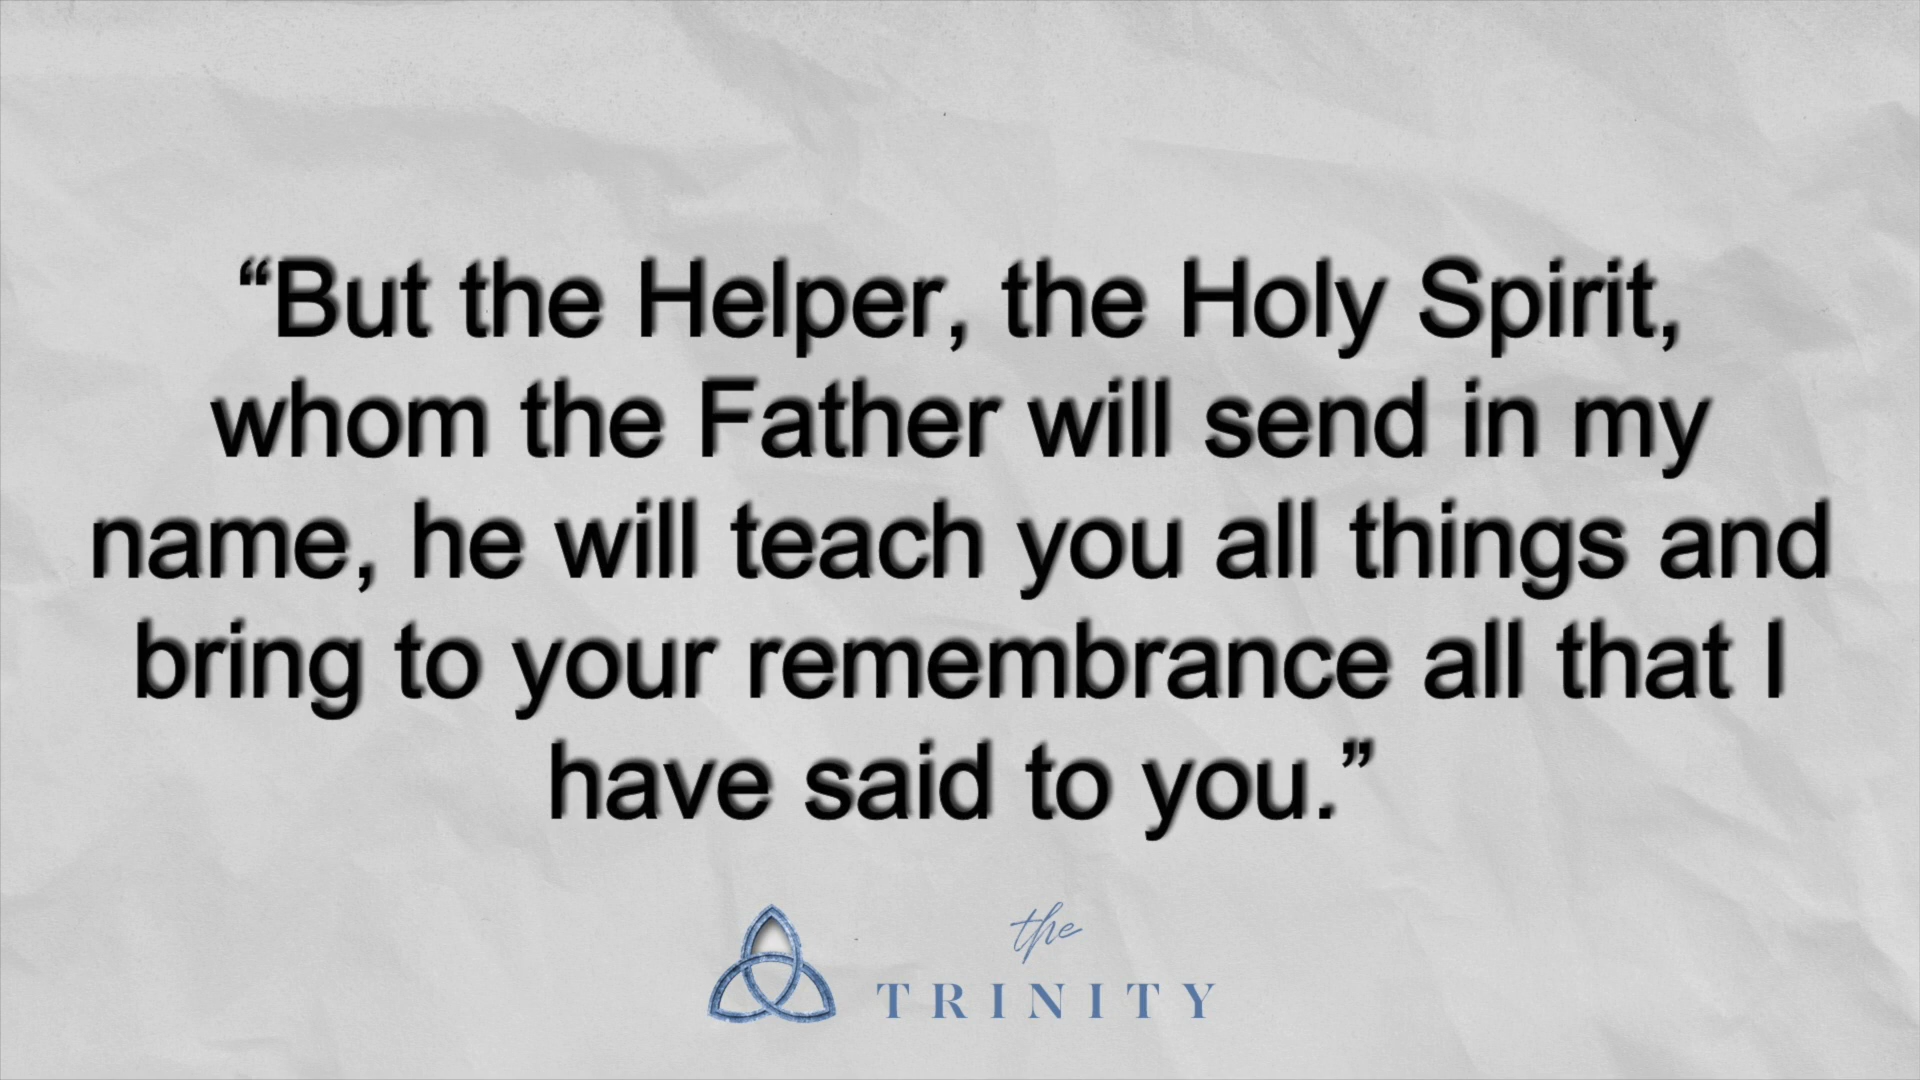 “But the Helper, the Holy Spirit,
whom the Father will send in my
name, he will teach you all things and
bring to your remembrance all that I
have said to you.”
the
TRINITY